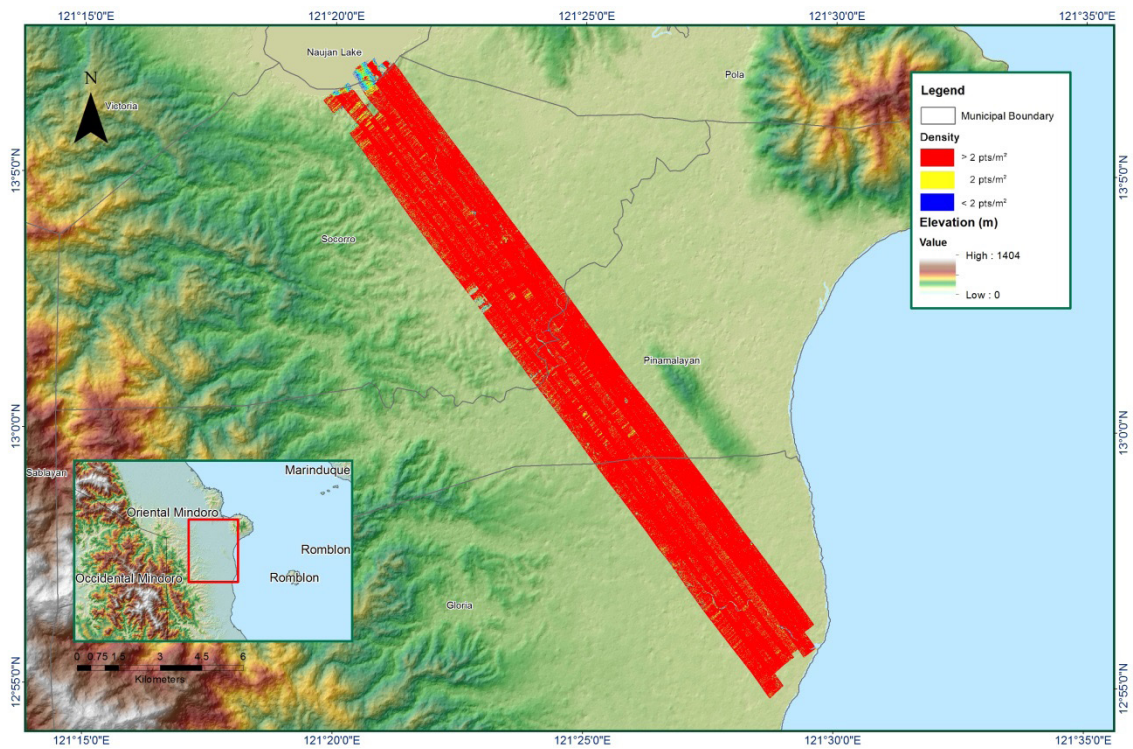 121°15'0"E
121°20'0"E
121°25'0"E
121°30'0"E
121°35'0"E
Naujan Lake
Pola
N
Victoria
Legend
Municipal Boundary
Density
> 2 pts/m²
2 pts/m²
< 2 pts/m²
Elevation (m)
Value
High : 1404
Low : 0
13°5'0"N
13°5'0"N
Socorro
Pinamalayan
13°0'0"N
13°0'0"N
Sablayan
Marinduque
Oriental Mindoro
Romblon
Occidental Mindoro
Romblon
Gloria
0 0.75 1.5 3 4.5 6
Kilometers
12°55'0"N
12°55'0"N
121°15'0"E
121°20'0"E
121°25'0"E
121°30'0"E
121°35'0"E